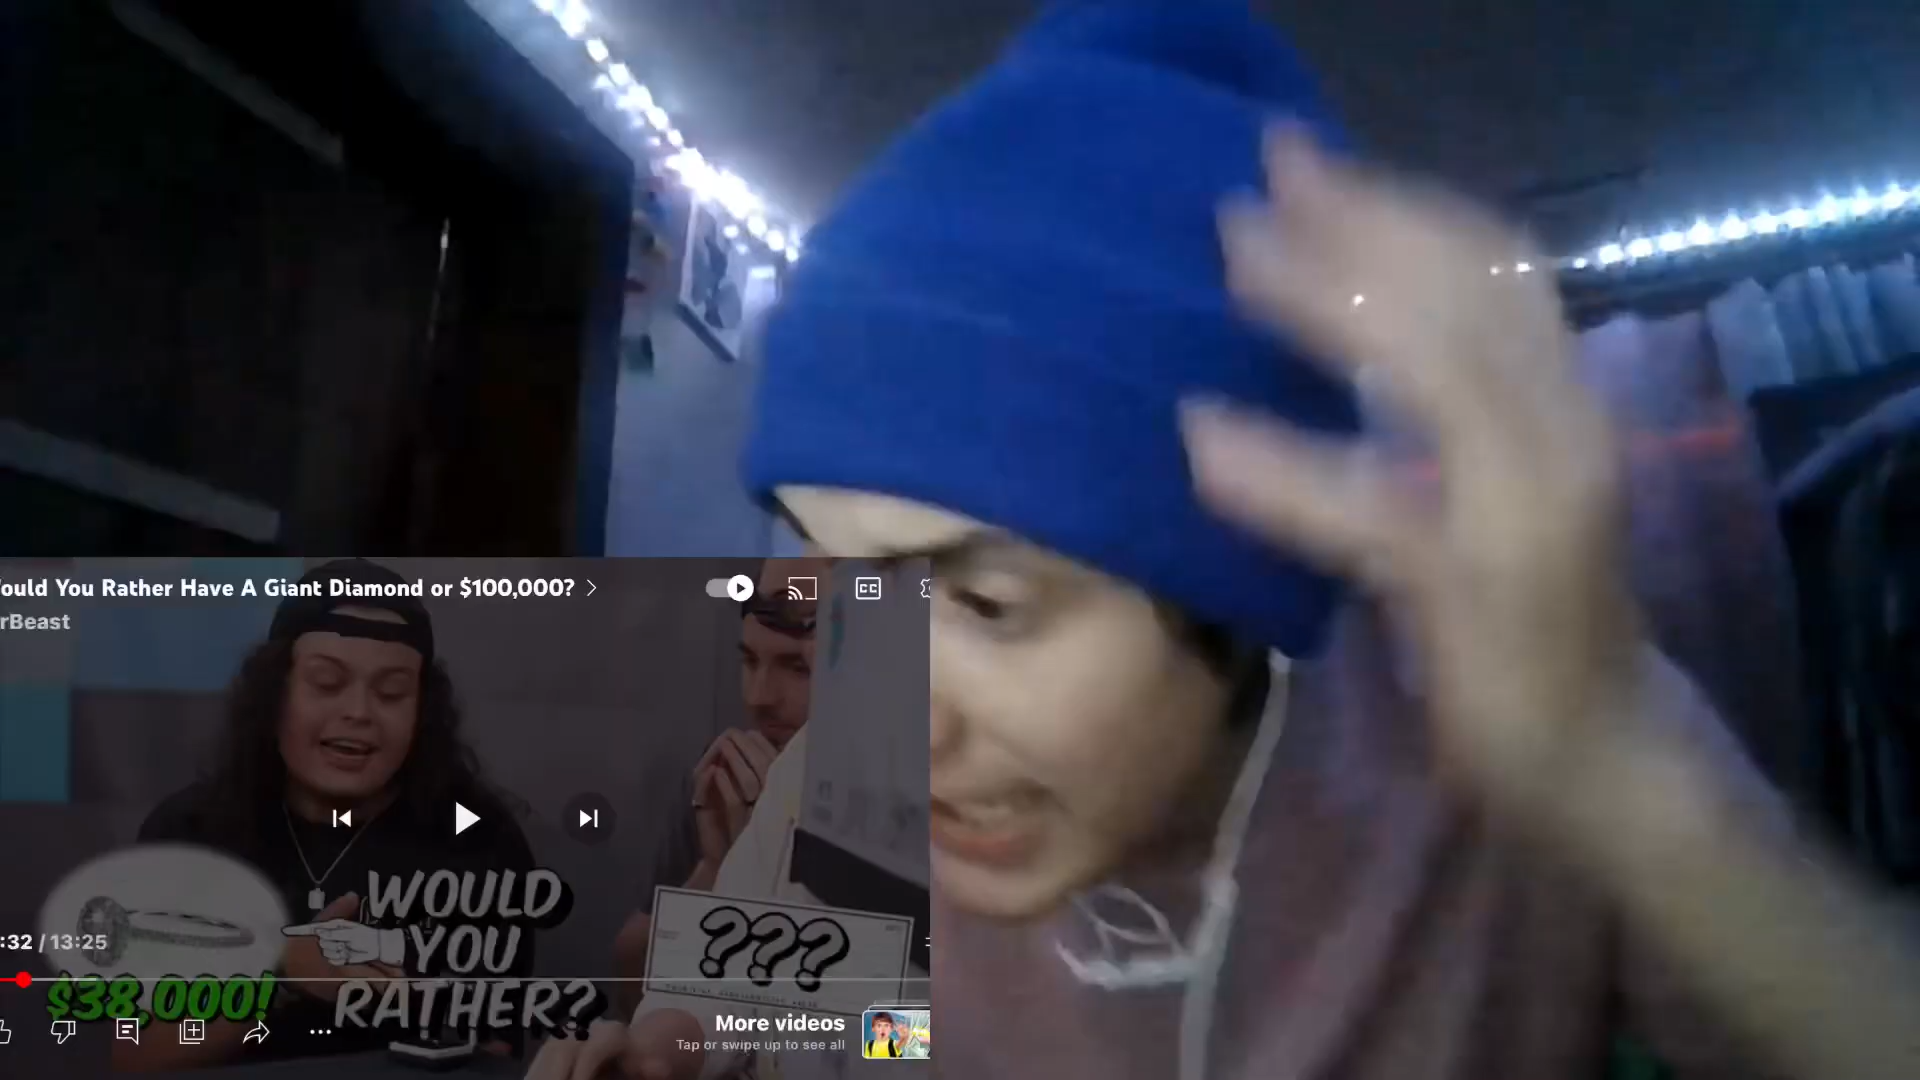 ould You Rather Have A Giant Diamond or $100,000?
rBeast
CC
WOULD
YOU
RATHER?
???
:32 / 13:25
$38,000!
More videos
Tap or swipe up to see all